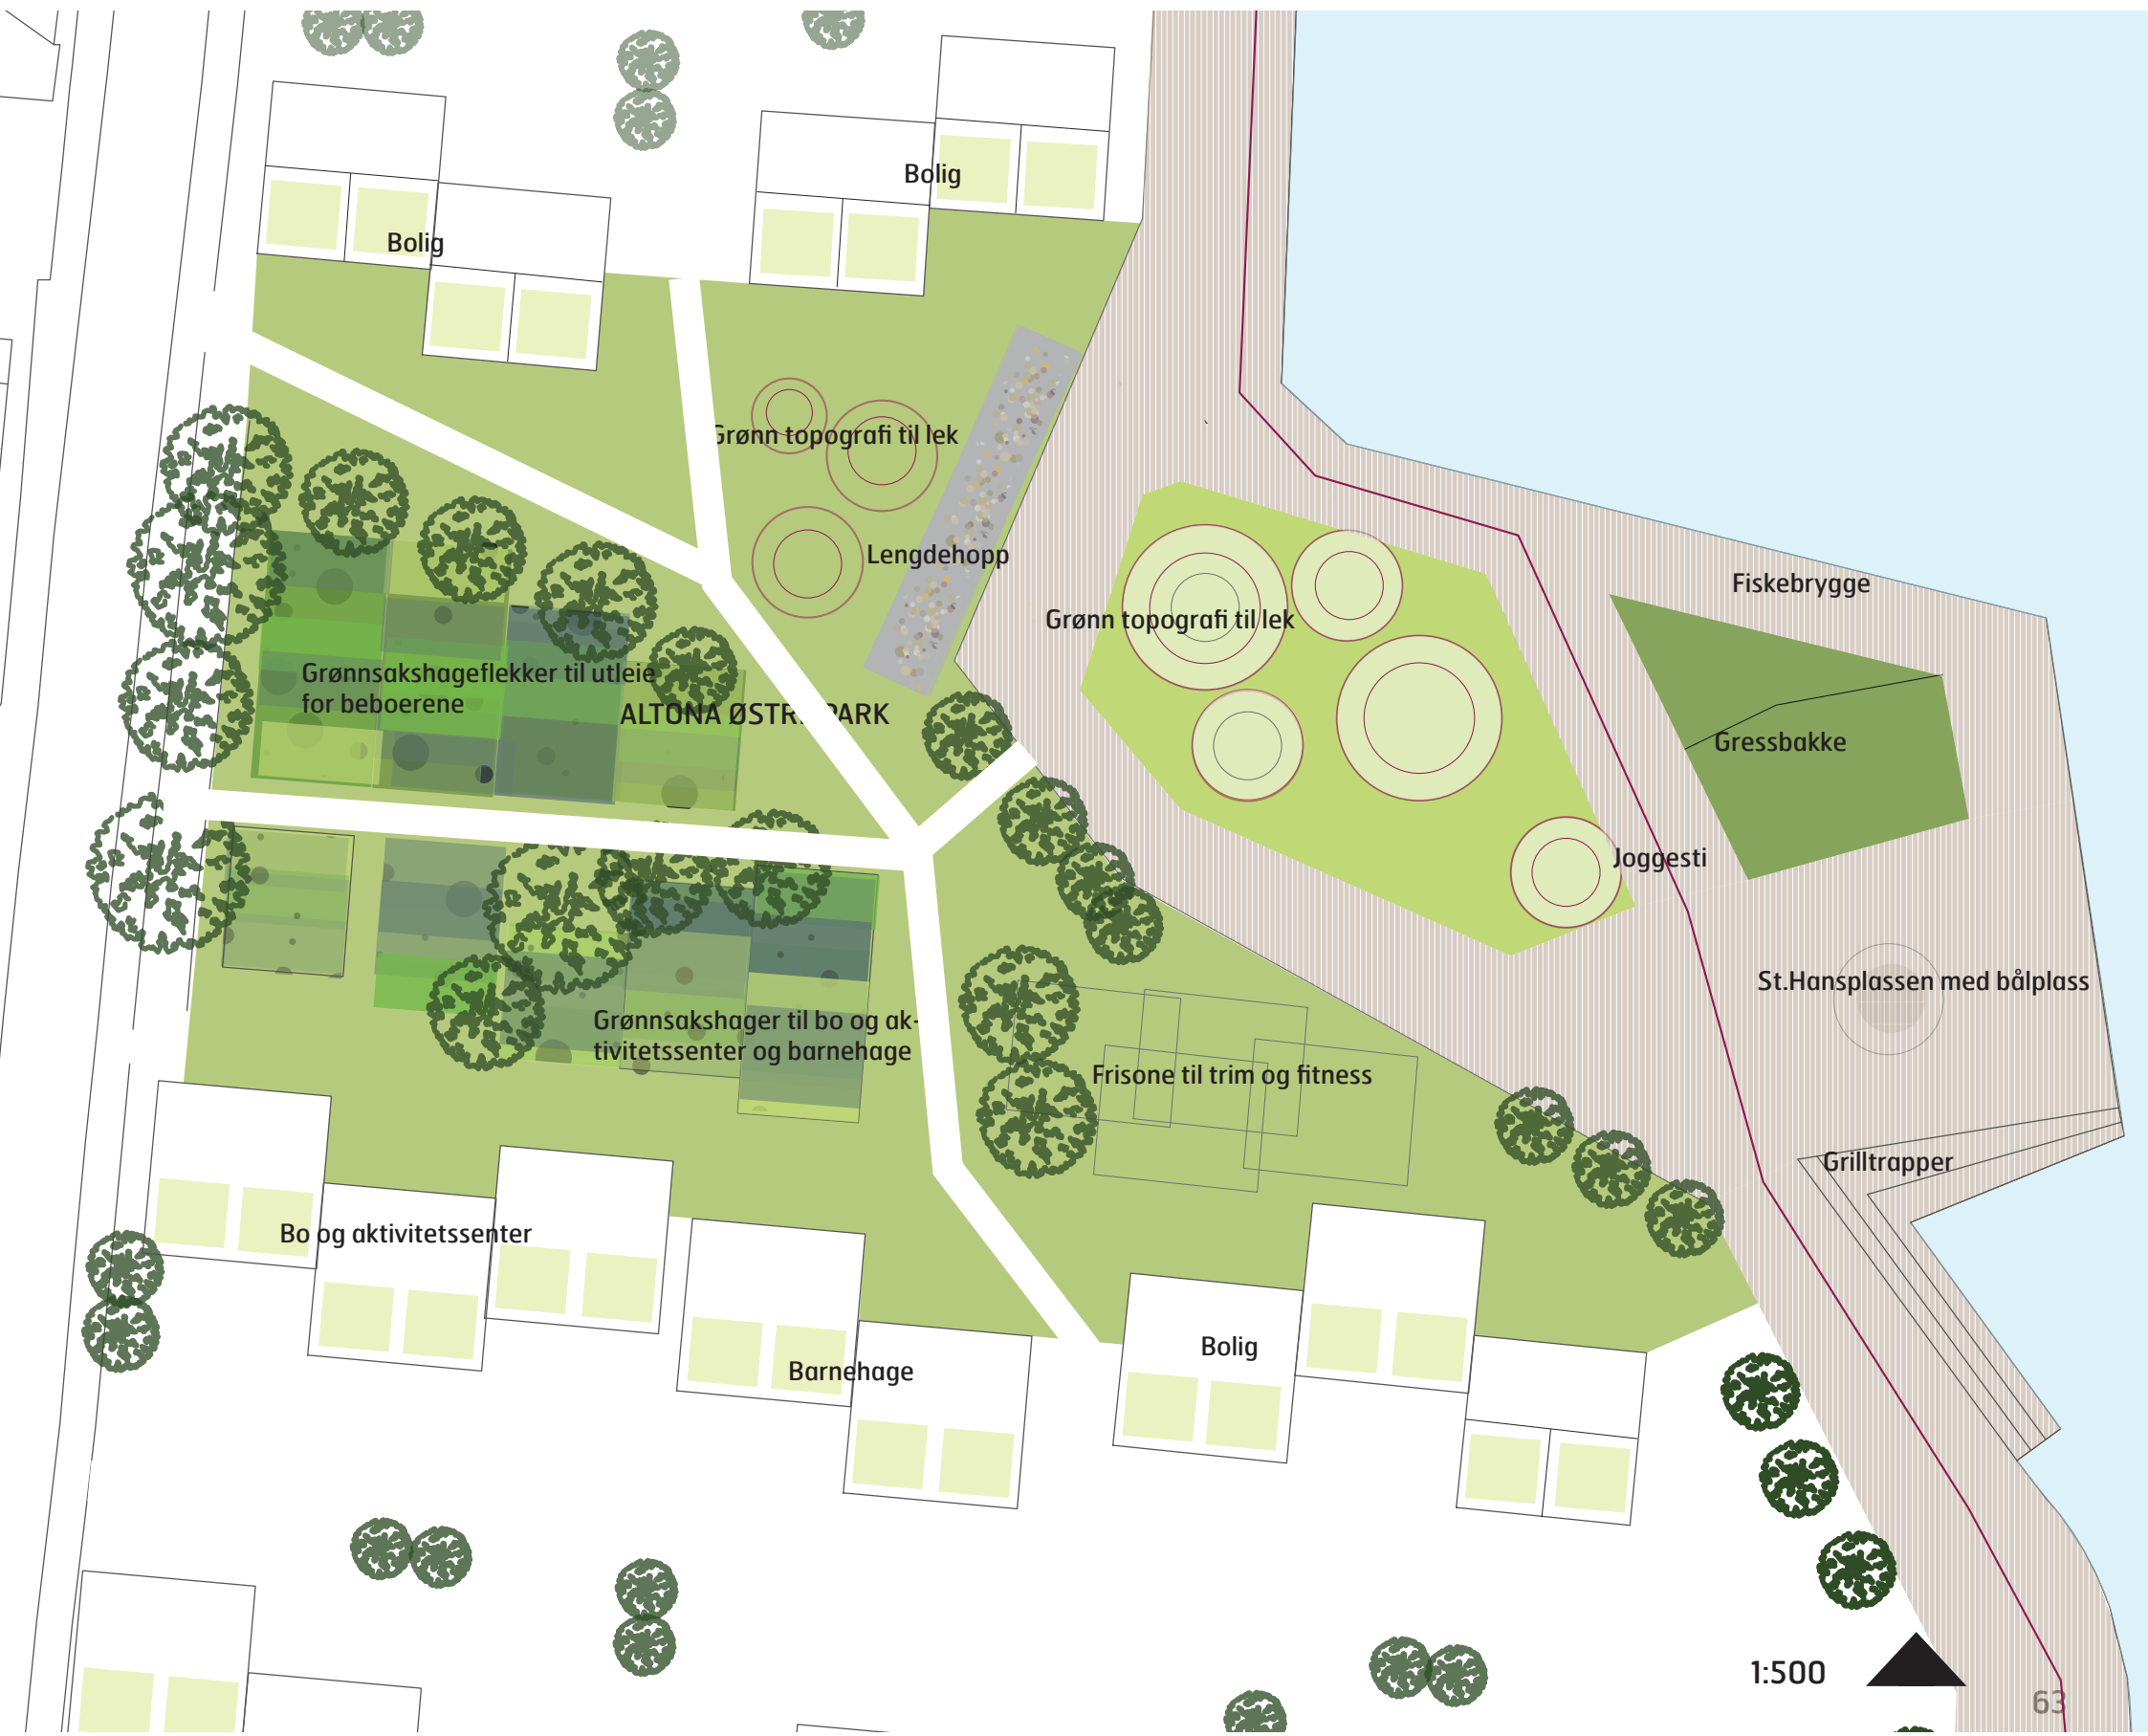 Bolig
Bolig
Grønn topografi til lek
Lengdehopp
Fiskebrygge
Grønn topografi til lek
Grønnsakshageflekker til utleie
for beboerene
ALTONA ØSTRE PARK
Gressbakke
Joggesti
St.Hansplassen med bålplass
Grønnsakshager til bo og ak-
tivitetssenter og barnehage
Frisone til trim og fitness
Grilltrapper
Bo og aktivitetssenter
Bolig
Barnehage
1:500
63